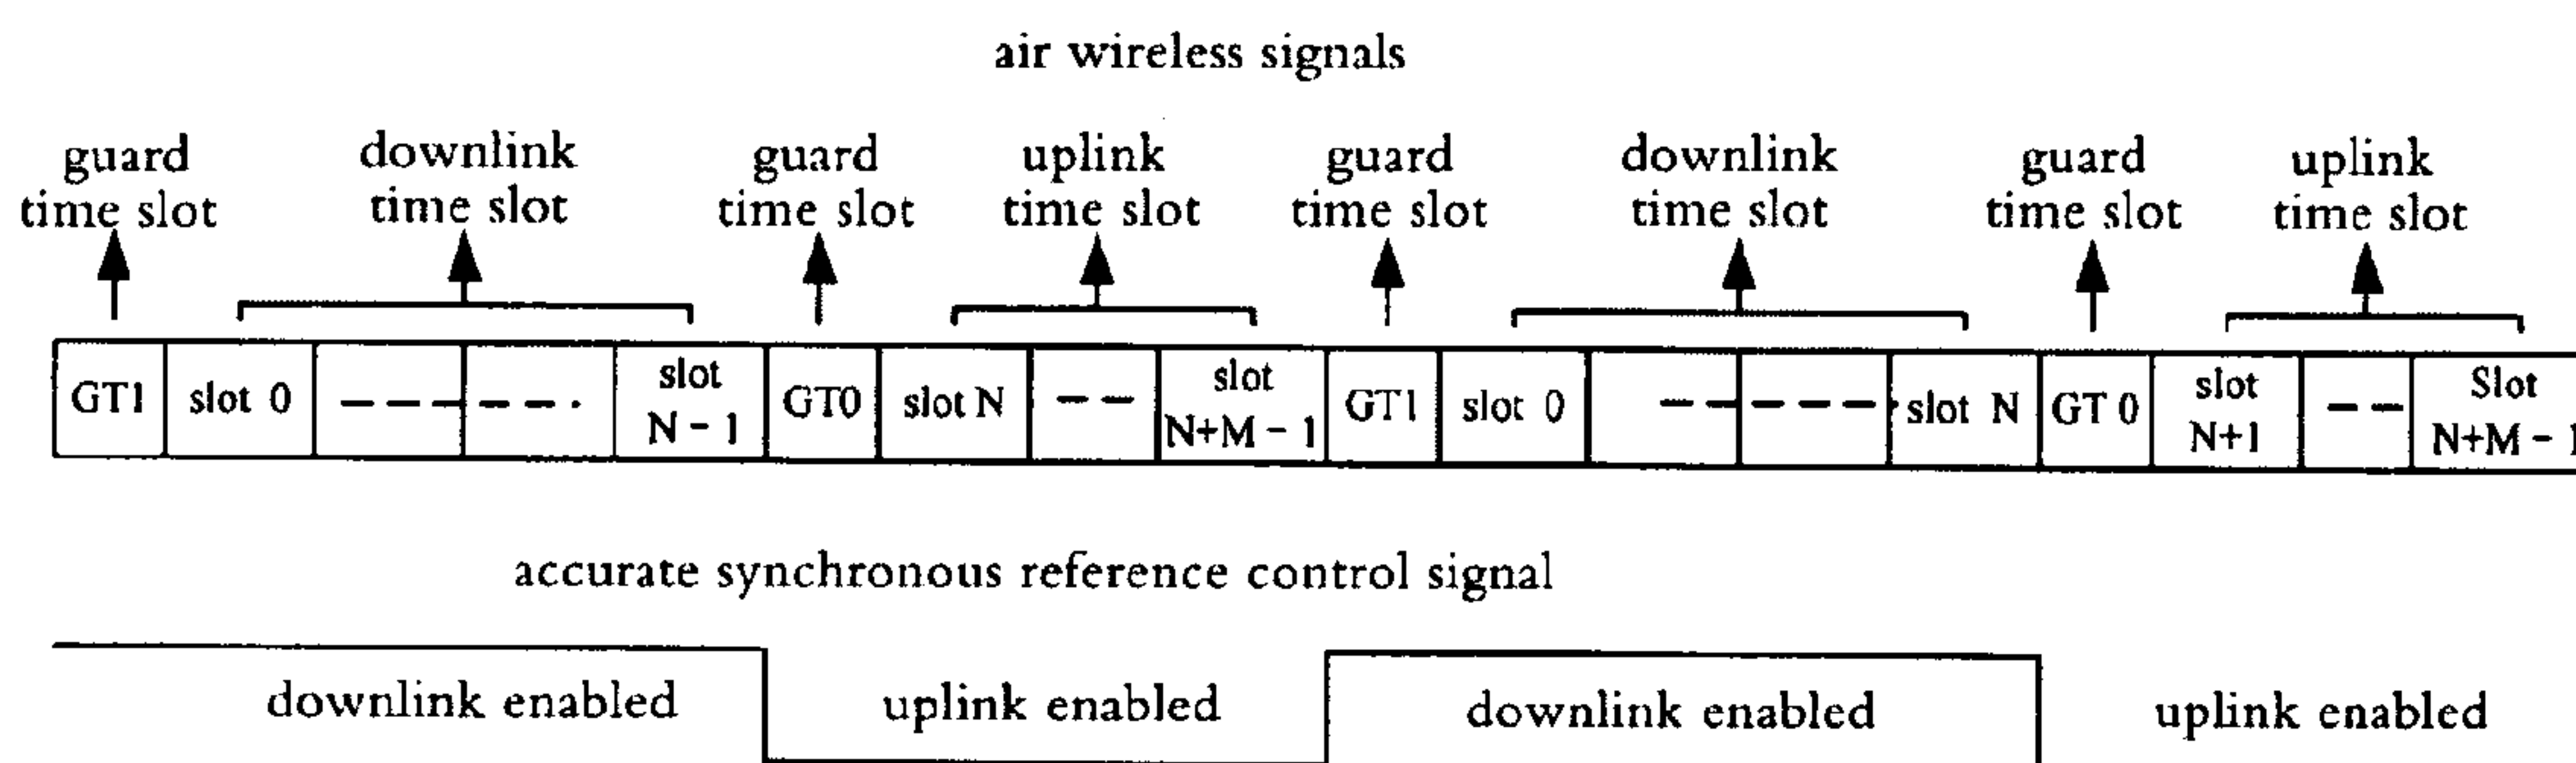 air wireless signals
guard
time slot
downlink
time slot
guard
time slot
uplink
time slot
guard
time slot
downlink
time slot
guard
time slot
uplink
time slot
GT1
slot 0
slot
N - 1
GT0
slot N
slot
N+M - 1
GT1
slot 0
slot N
GT 0
slot
N+1
Slot
N+M - 1
accurate synchronous reference control signal
downlink enabled
uplink enabled
downlink enabled
uplink enabled